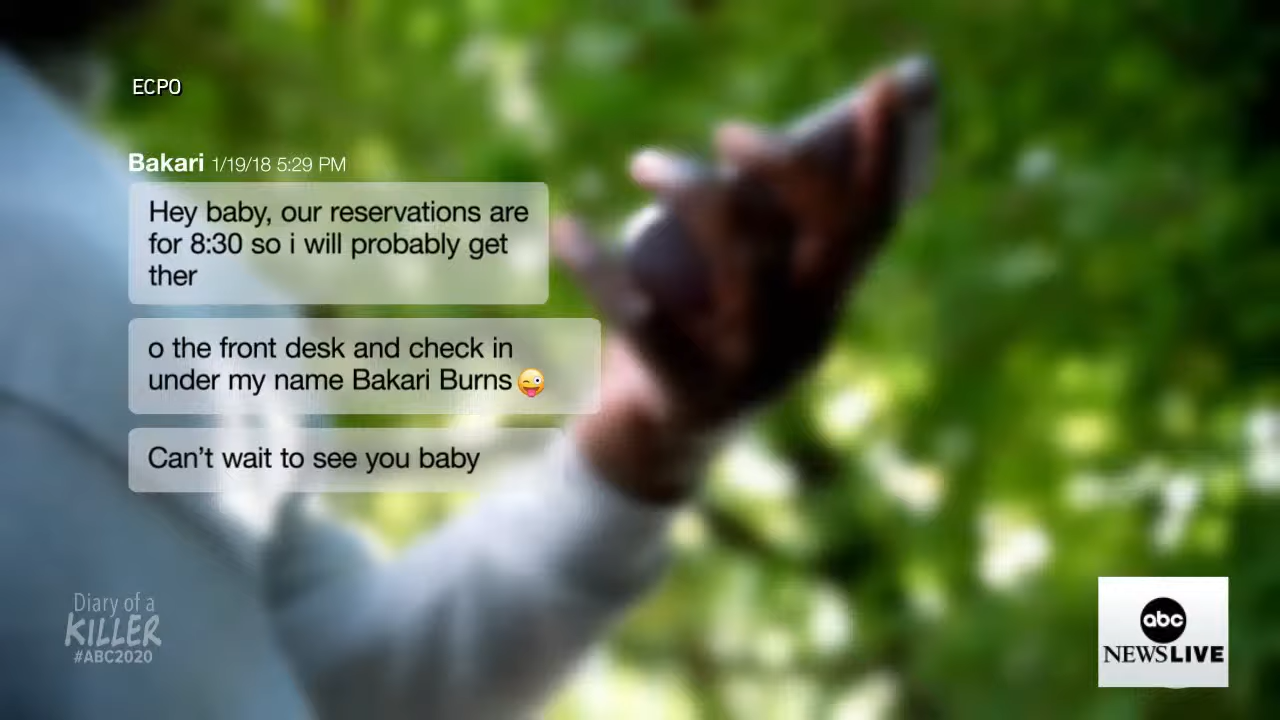 ECPO
Bakari 1/19/18 5:29 PM
Hey baby, our reservations are
for 8:30 so i will probably get
ther
o the front desk and check in
under my name Bakari Burns😜
Can't wait to see you baby
Diary of a
KILLER
#ABC2020
abc
NEWSLIVE